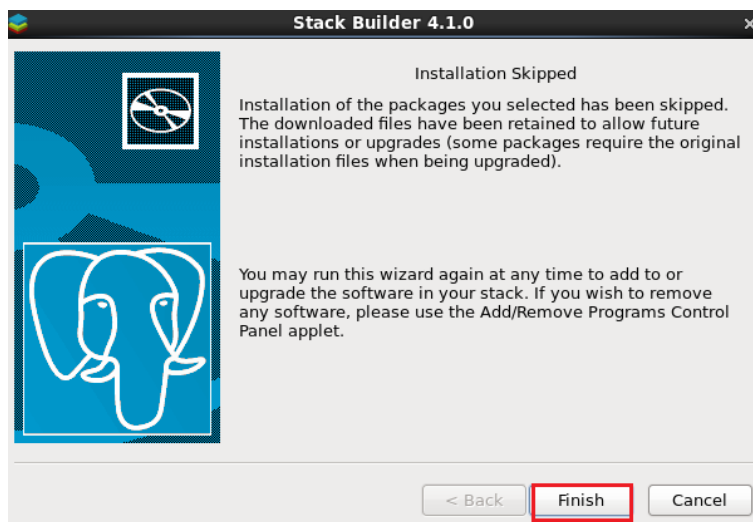 Stack Builder 4.1.0
Installation Skipped
Installation of the packages you selected has been skipped.
The downloaded files have been retained to allow future
installations or upgrades (some packages require the original
installation files when being upgraded).
You may run this wizard again at any time to add to or
upgrade the software in your stack. If you wish to remove
any software, please use the Add/Remove Programs Control
Panel applet.
< Back Finish Cancel